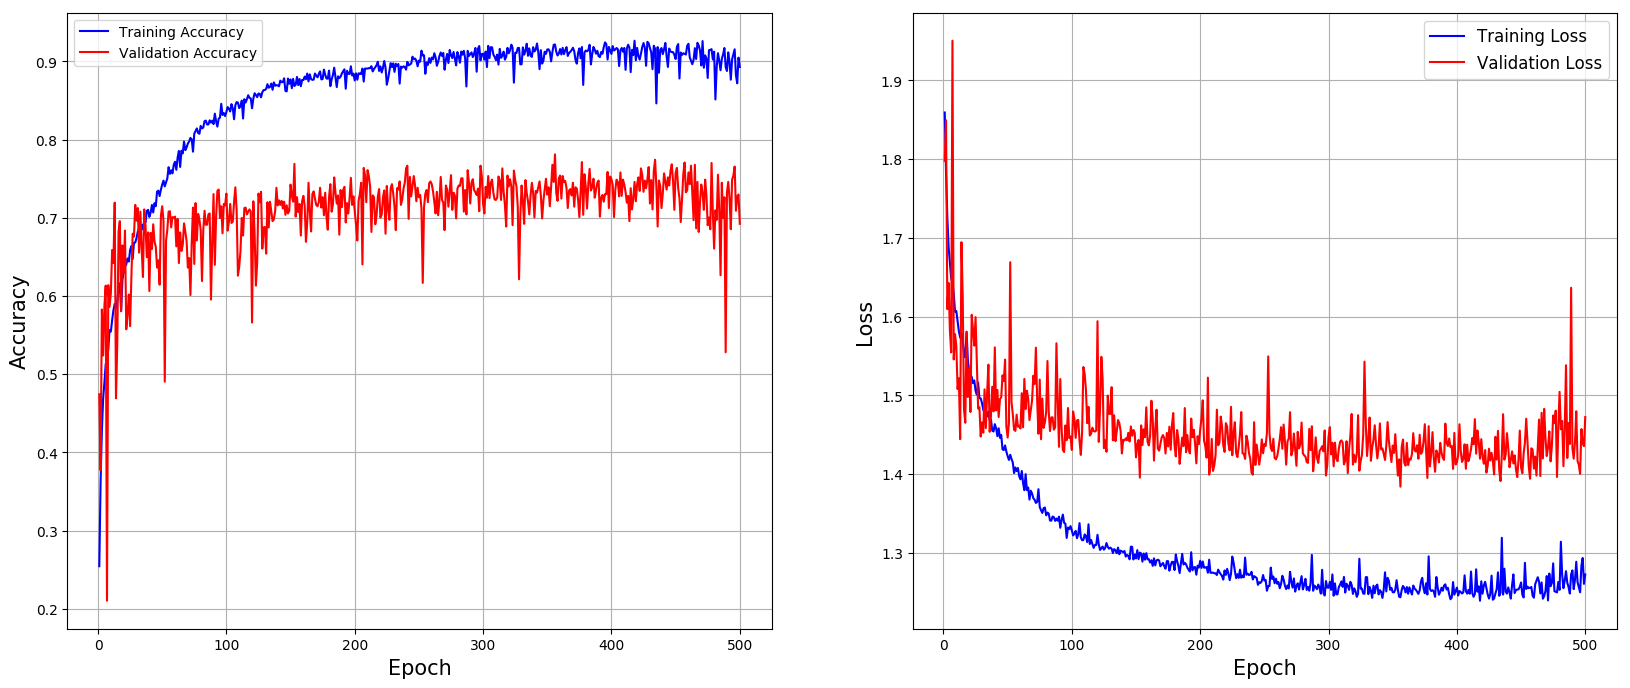 Training Accuracy
Validation Accuracy
0.9
0.8
0.7
0.6
0.5
0.4
0.3
0.2
Accuracy
0 100 200 300 400 500
Epoch
Training Loss
Validation Loss
1.9
1.8
1.7
1.6
1.5
1.4
1.3
Loss
0 100 200 300 400 500
Epoch